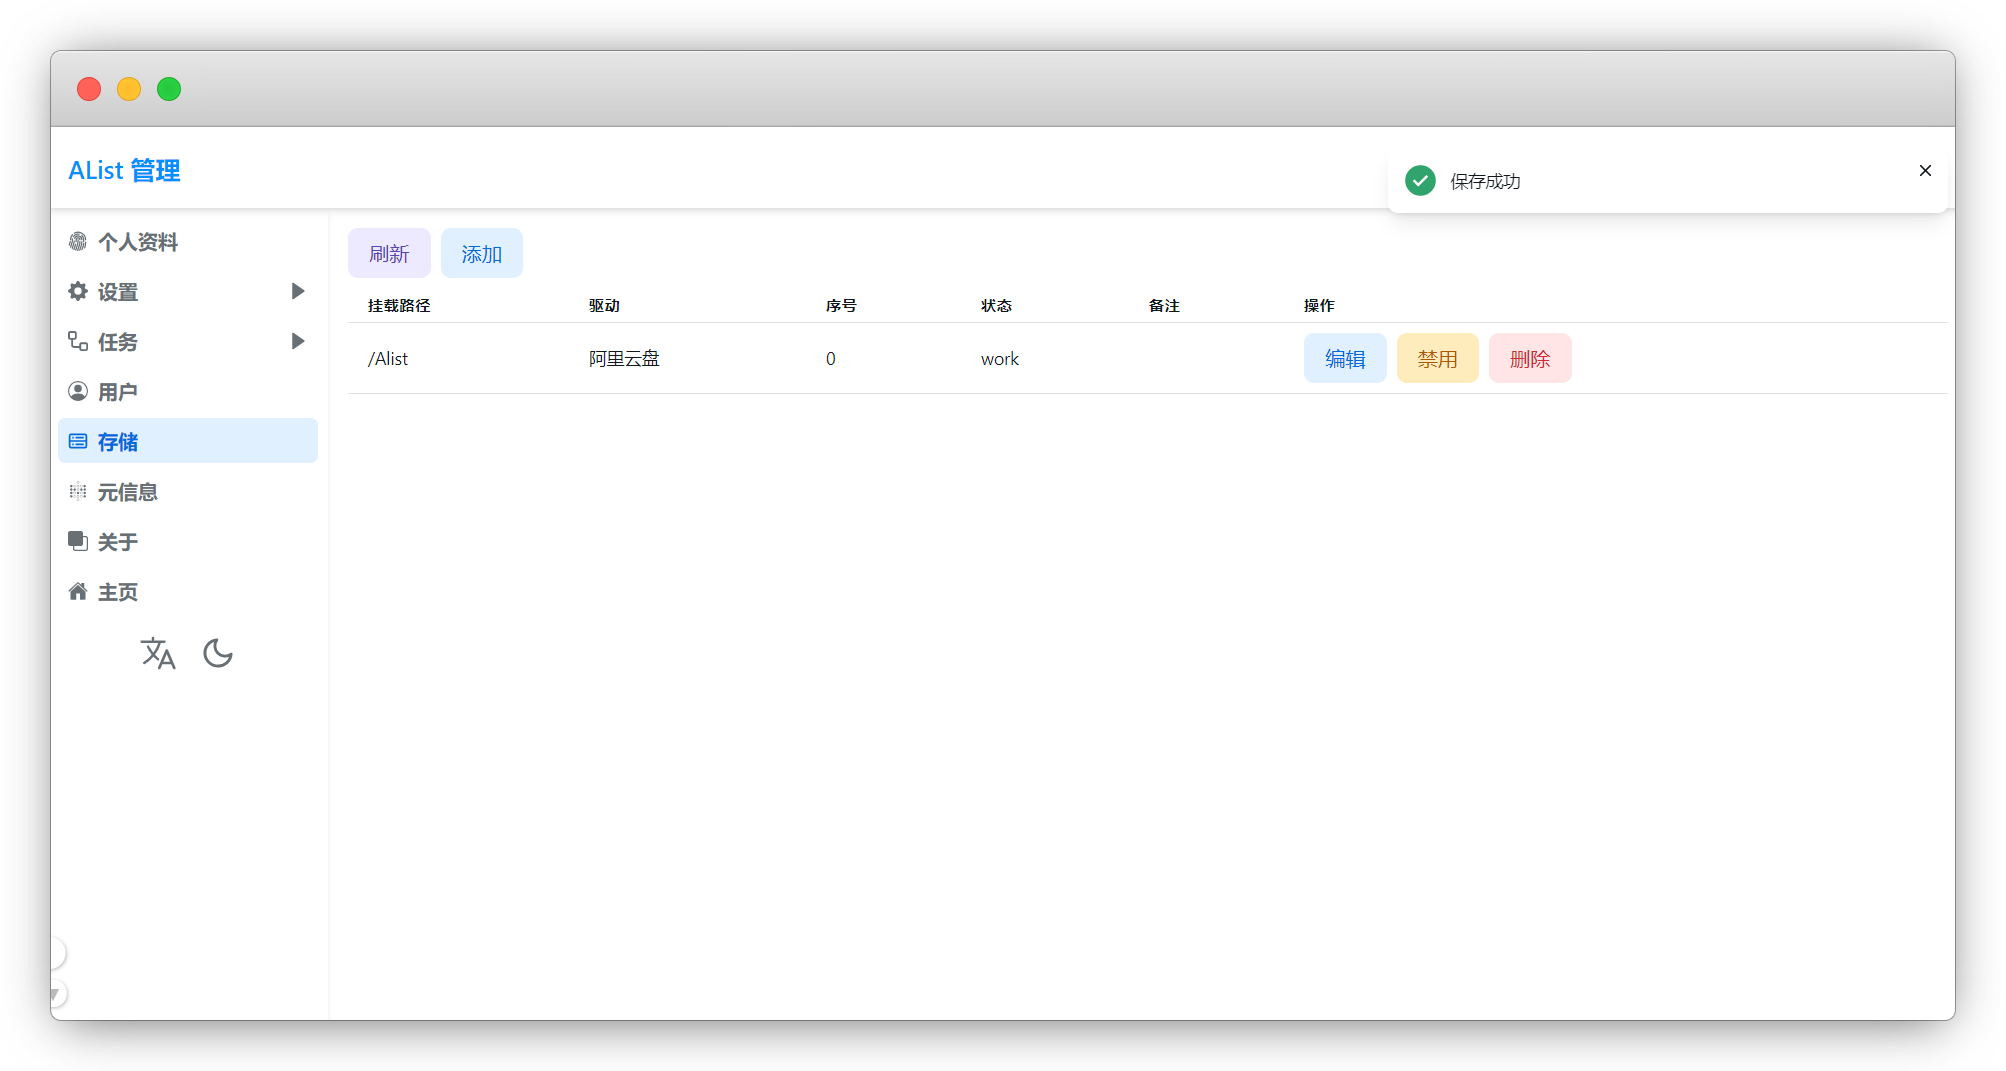 AList 管理
保存成功
个人资料
设置
任务
用户
存储
元信息
关于
主页
刷新 添加
挂载路径 驱动 序号 状态 备注 操作
/Alist 阿里云盘 0 work 编辑 禁用 删除